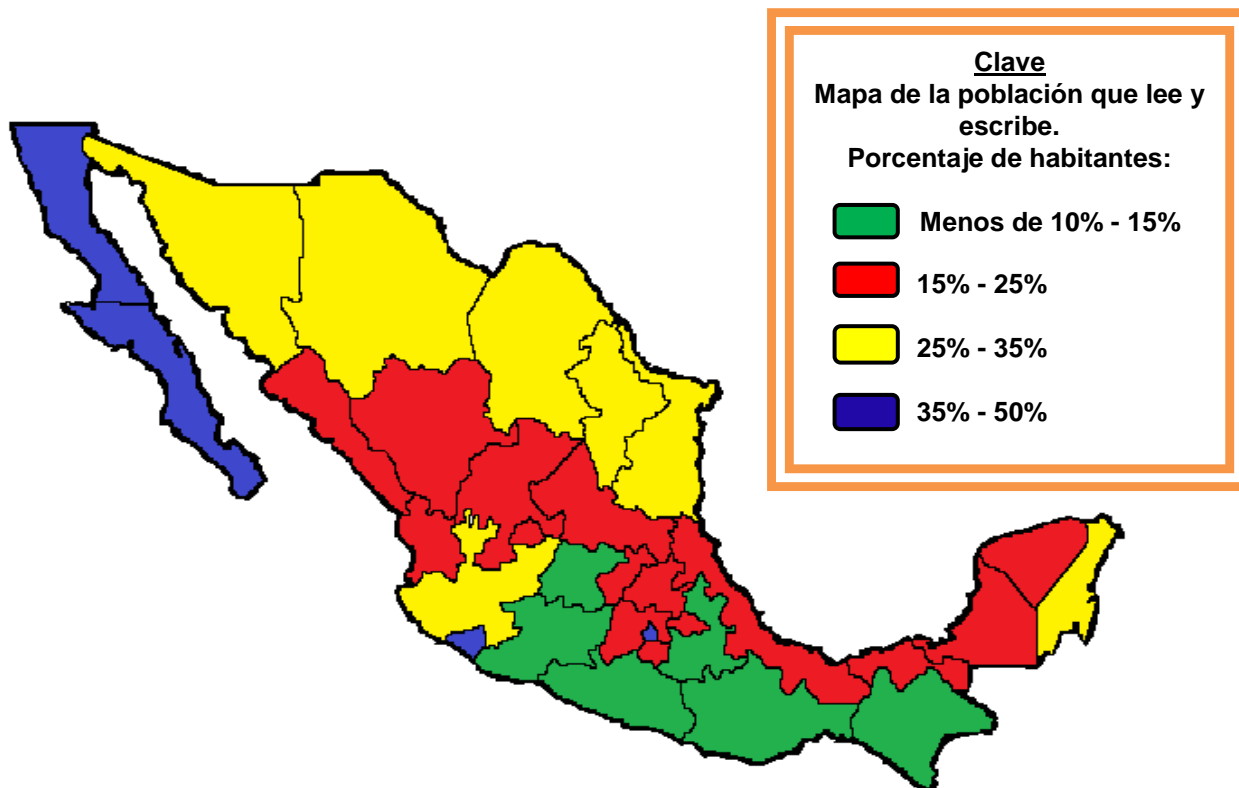 Clave
Mapa de la población que lee y
escribe.
Porcentaje de habitantes:
Menos de 10% - 15%
15% - 25%
25% - 35%
35% - 50%